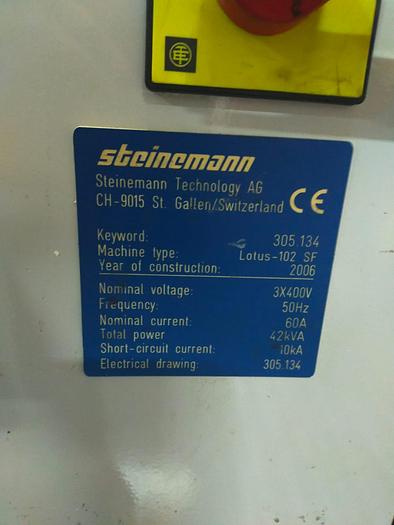 steinemann
Steinemann Technology AG
CH-9015 St. Gallen/Switzerland CE
Keyword: 305.134
Machine type: Lotus-102 SF
Year of construction: 2006
Nominal voltage: 3X400V
Frequency: 50Hz
Nominal current: 60A
Total power 42kVA
Short-circuit current: 10kA
Electrical drawing: 305.134